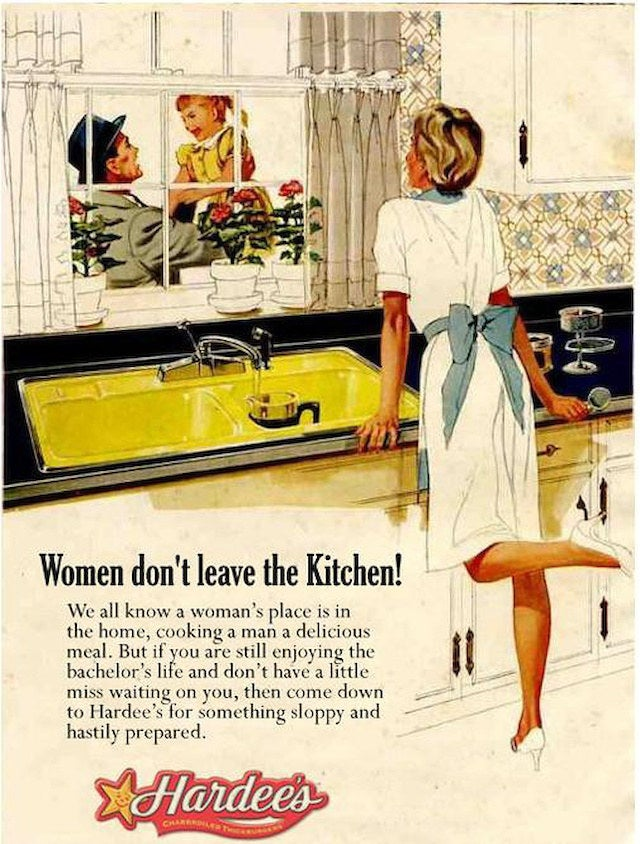 Women don't leave the Kitchen!
We all know a woman's place is in
the home, cooking a man a delicious
meal. But if you are still enjoying the
bachelor's life and don't have a little
miss waiting on you, then come down
to Hardee's for something sloppy and
hastily prepared.
Hardee's
CHARBROILED THICKBURGERS